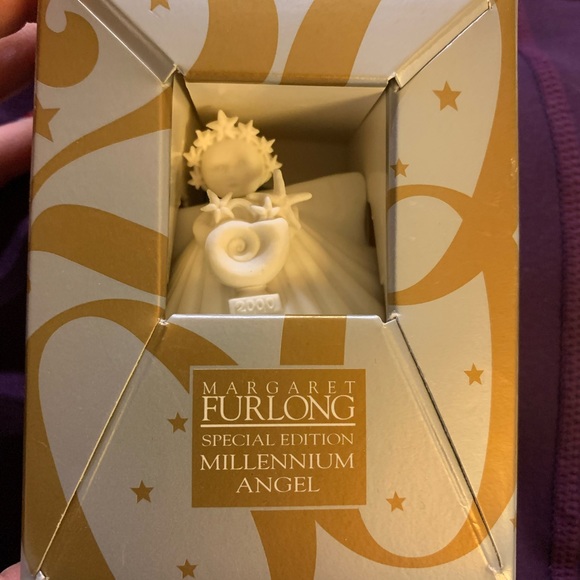 2000
MARGARET
FURLONG
SPECIAL EDITION
MILLENNIUM
ANGEL